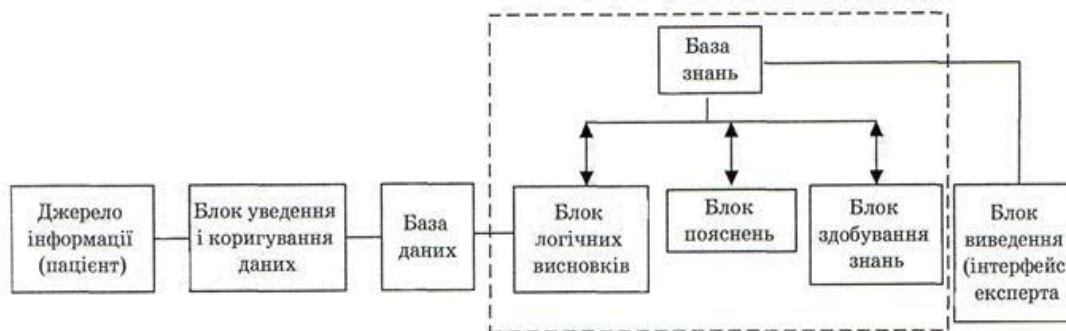 База
знань
Джерело
інформації
(пацієнт)
Блок уведення
і коригування
даних
База
даних
Блок
логічних
висновків
Блок
пояснень
Блок
здобування
знань
Блок
виведення
(інтерфейс
експерта